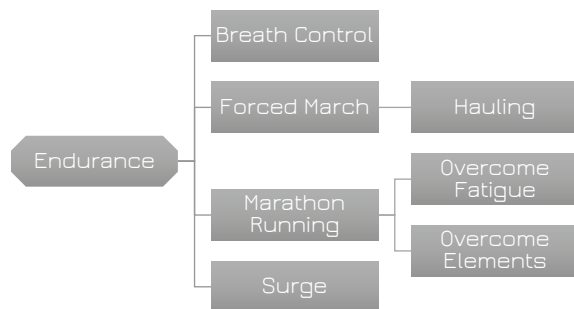 Breath Control
Forced March
Hauling
Endurance
Overcome
Fatigue
Marathon
Running
Overcome
Elements
Surge